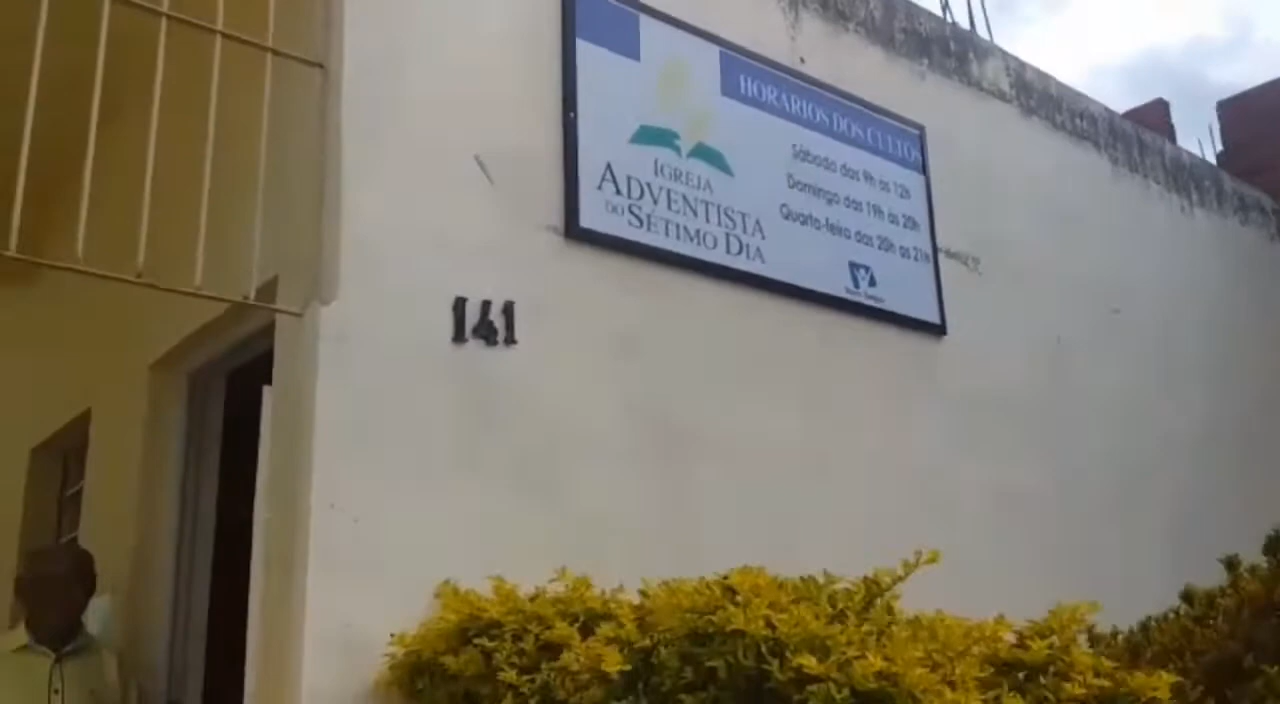 HORARIOS DOS CULTOS
Sábado das 9h às 12h
Domingo das 19h às 20h
Quarta-feira das 20h às 21h
IGREJA
ADVENTISTA
DO SÉTIMO DIA
141